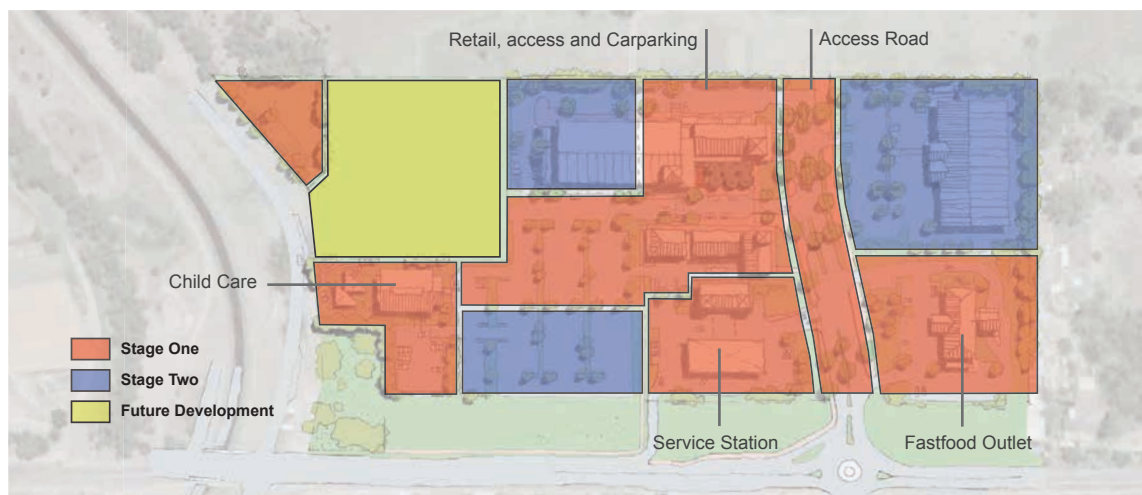 Retail, access and Carparking
Access Road
Child Care
Stage One
Stage Two
Future Development
Service Station
Fastfood Outlet